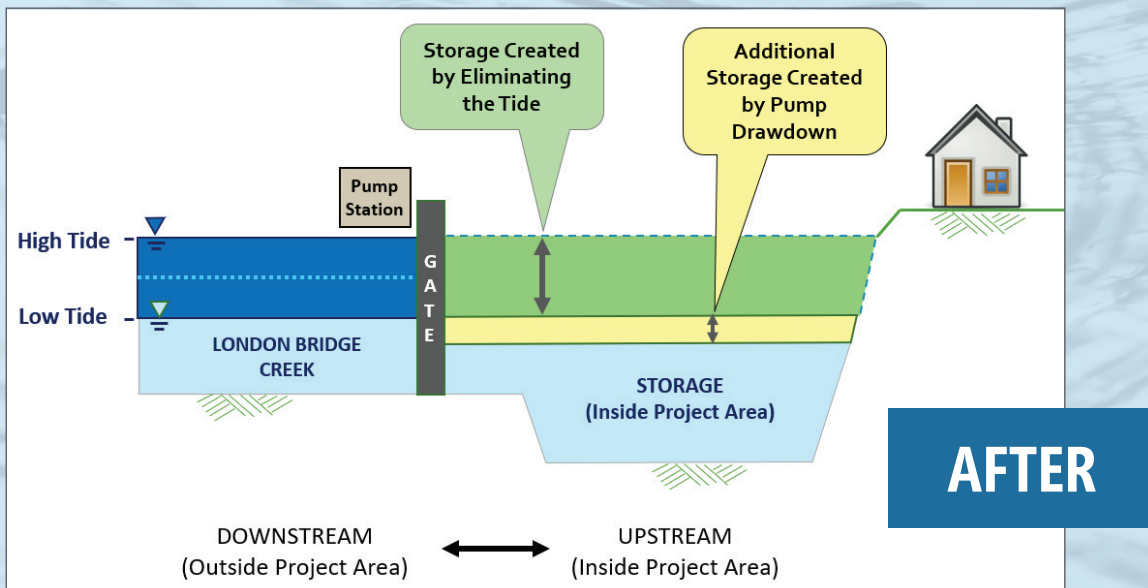 Storage Created
by Eliminating
the Tide
Additional
Storage Created
by Pump
Drawdown
Pump
Station
High Tide
GATE
Low Tide
LONDON BRIDGE
CREEK
STORAGE
(Inside Project Area)
AFTER
DOWNSTREAM
(Outside Project Area)
UPSTREAM
(Inside Project Area)